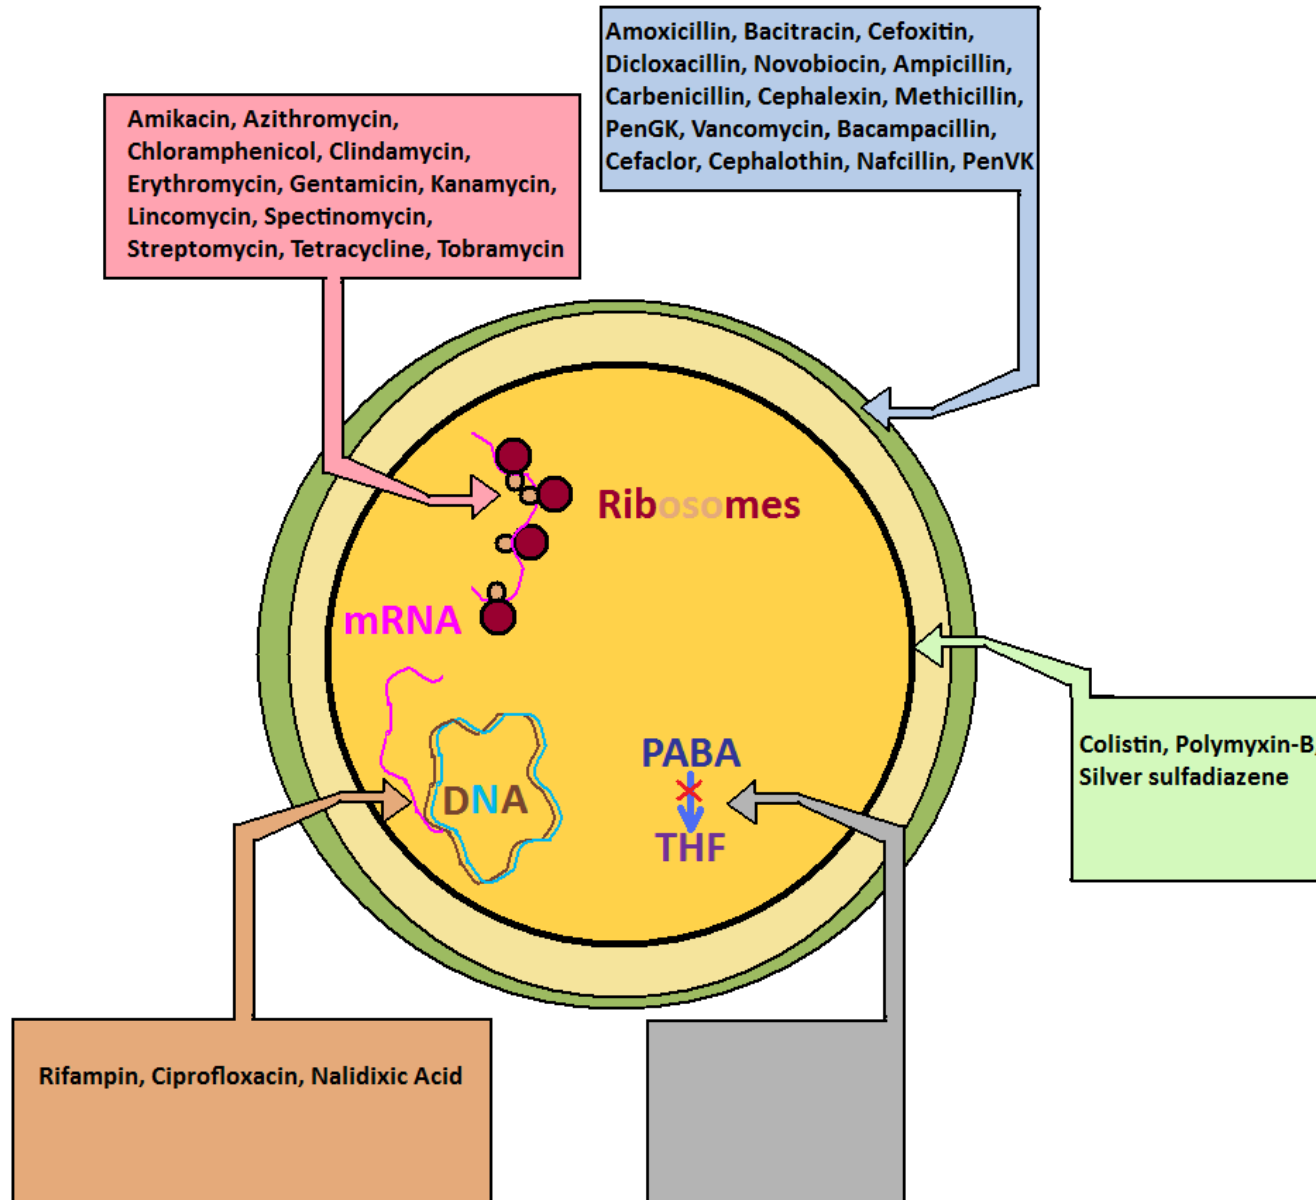 Amoxicillin, Bacitracin, Cefoxitin,
Dicloxacillin, Novobiocin, Ampicillin,
Carbenicillin, Cephalexin, Methicillin,
PenGK, Vancomycin, Bacampacillin,
Cefaclor, Cephalothin, Nafcillin, PenVK
Amikacin, Azithromycin,
Chloramphenicol, Clindamycin,
Erythromycin, Gentamicin, Kanamycin,
Lincomycin, Spectinomycin,
Streptomycin, Tetracycline, Tobramycin
Ribosomes
mRNA
Colistin, Polymyxin-B,
Silver sulfadiazene
PABA
DNA
THF
Rifampin, Ciprofloxacin, Nalidixic Acid